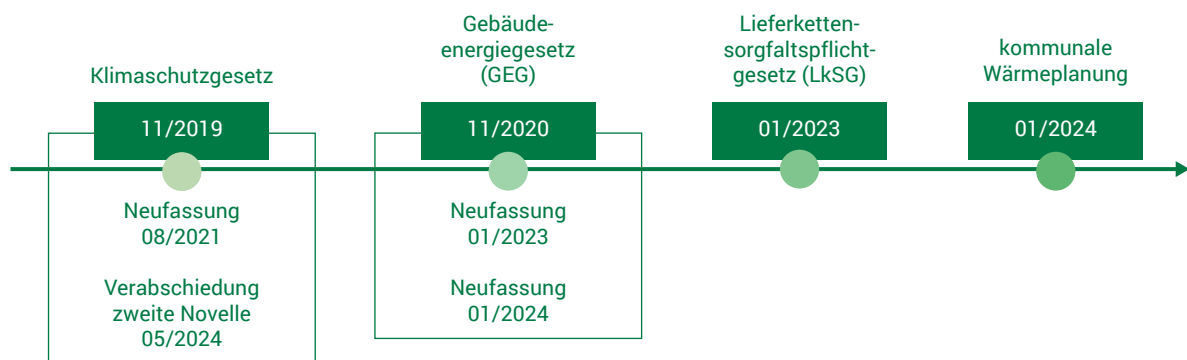 Klimaschutzgesetz
11/2019
Neufassung
08/2021
Verabschiedung
zweite Novelle
05/2024
Gebäude-
energiegesetz
(GEG)
11/2020
Neufassung
01/2023
Neufassung
01/2024
Lieferketten-
sorgfaltspflicht-
gesetz (LkSG)
01/2023
kommunale
Wärmeplanung
01/2024